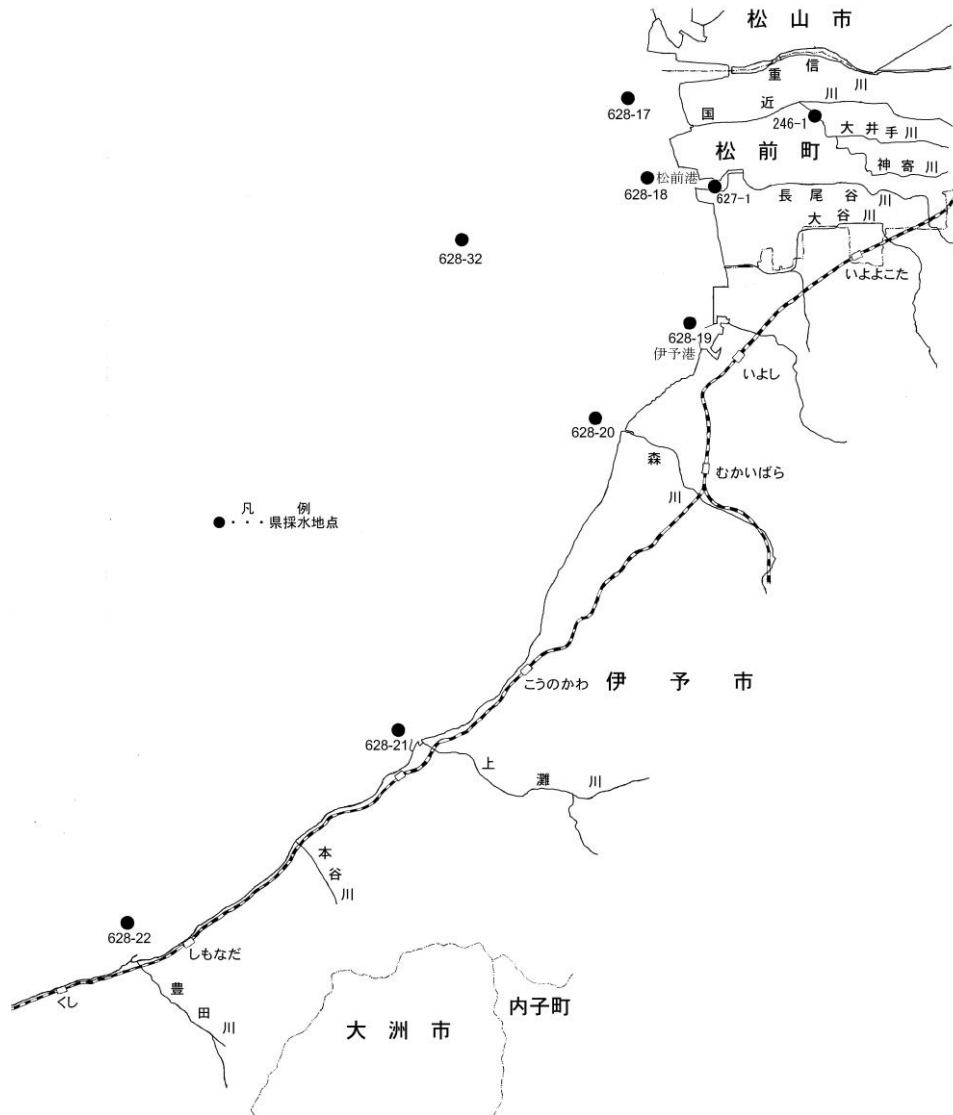 松山市
重信川
628-17
国近川
246-1
大井手川
松前町
神寄川
松前港
628-18
627-1
長尾谷川
大谷川
628-32
いよよこた
628-19
伊予港
いよし
628-20
森川
むかいばら
凡例
●・・・県採水地点
こうのかわ
伊予市
628-21
上灘川
本谷川
628-22
しもなだ
くし
豊田川
内子町
大洲市